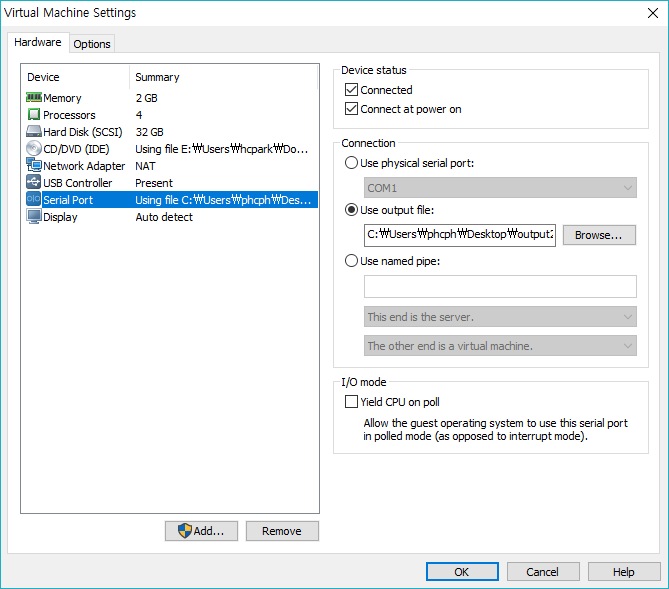 Virtual Machine Settings
Hardware
Options
Device Summary
Memory 2 GB
Processors 4
Hard Disk (SCSI) 32 GB
CD/DVD (IDE) Using file E:₩Users₩hcpark₩Do...
Network Adapter NAT
USB Controller Present
Serial Port Using file C:₩Users₩phcph₩Des...
Display Auto detect
Add...
Remove
Device status
Connected
Connect at power on
Connection
Use physical serial port:
COM1
Use output file:
C:₩Users₩phcph₩Desktop₩output2
Browse...
Use named pipe:
This end is the server.
The other end is a virtual machine.
I/O mode
Yield CPU on poll
Allow the guest operating system to use this serial port
in polled mode (as opposed to interrupt mode).
OK
Cancel
Help